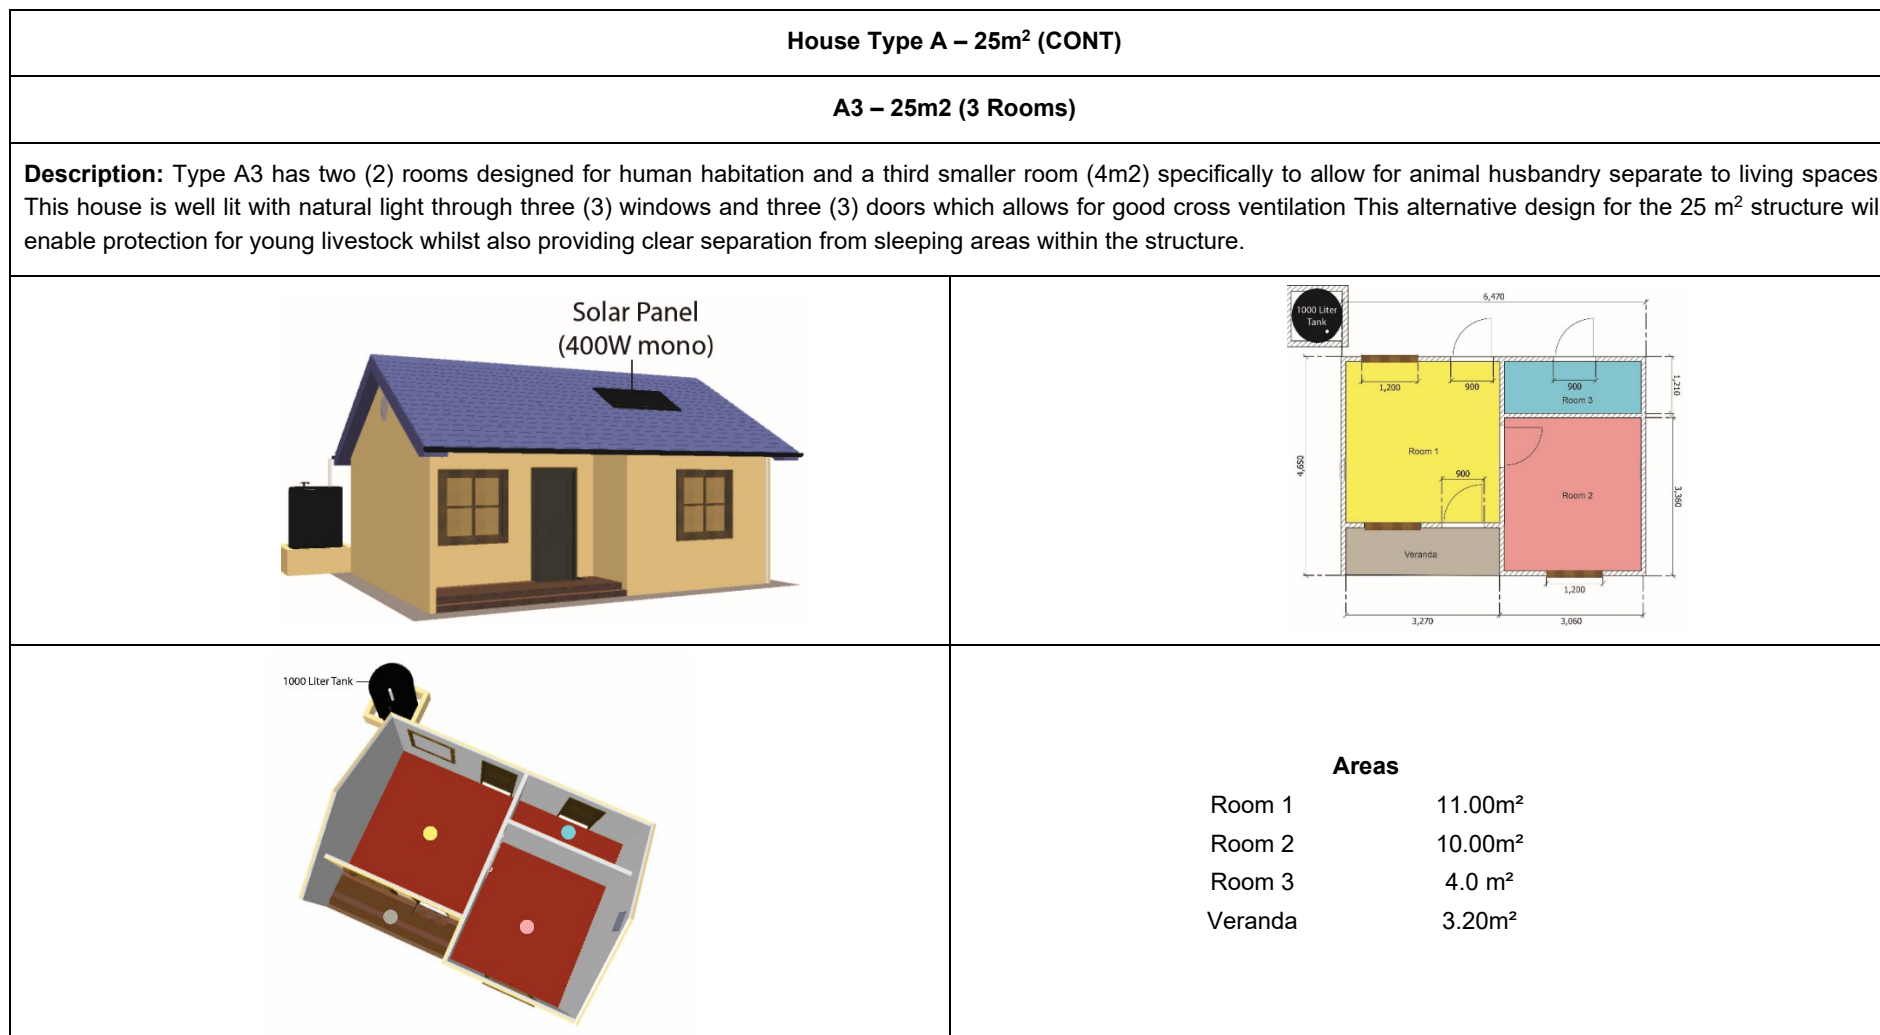 House Type A – 25m² (CONT)
A3 – 25m2 (3 Rooms)
Description: Type A3 has two (2) rooms designed for human habitation and a third smaller room (4m2) specifically to allow for animal husbandry separate to living spaces
This house is well lit with natural light through three (3) windows and three (3) doors which allows for good cross ventilation This alternative design for the 25 m² structure wil
enable protection for young livestock whilst also providing clear separation from sleeping areas within the structure.
Solar Panel
(400W mono)
1000 Liter
Tank
6,470
1,200
900
900
Room 3
1,210
Room 1
4,650
900
Room 2
3,360
Veranda
1,200
3,270
3,060
1000 Liter Tank
Areas
Room 1 11.00m²
Room 2 10.00m²
Room 3 4.0 m²
Veranda 3.20m²